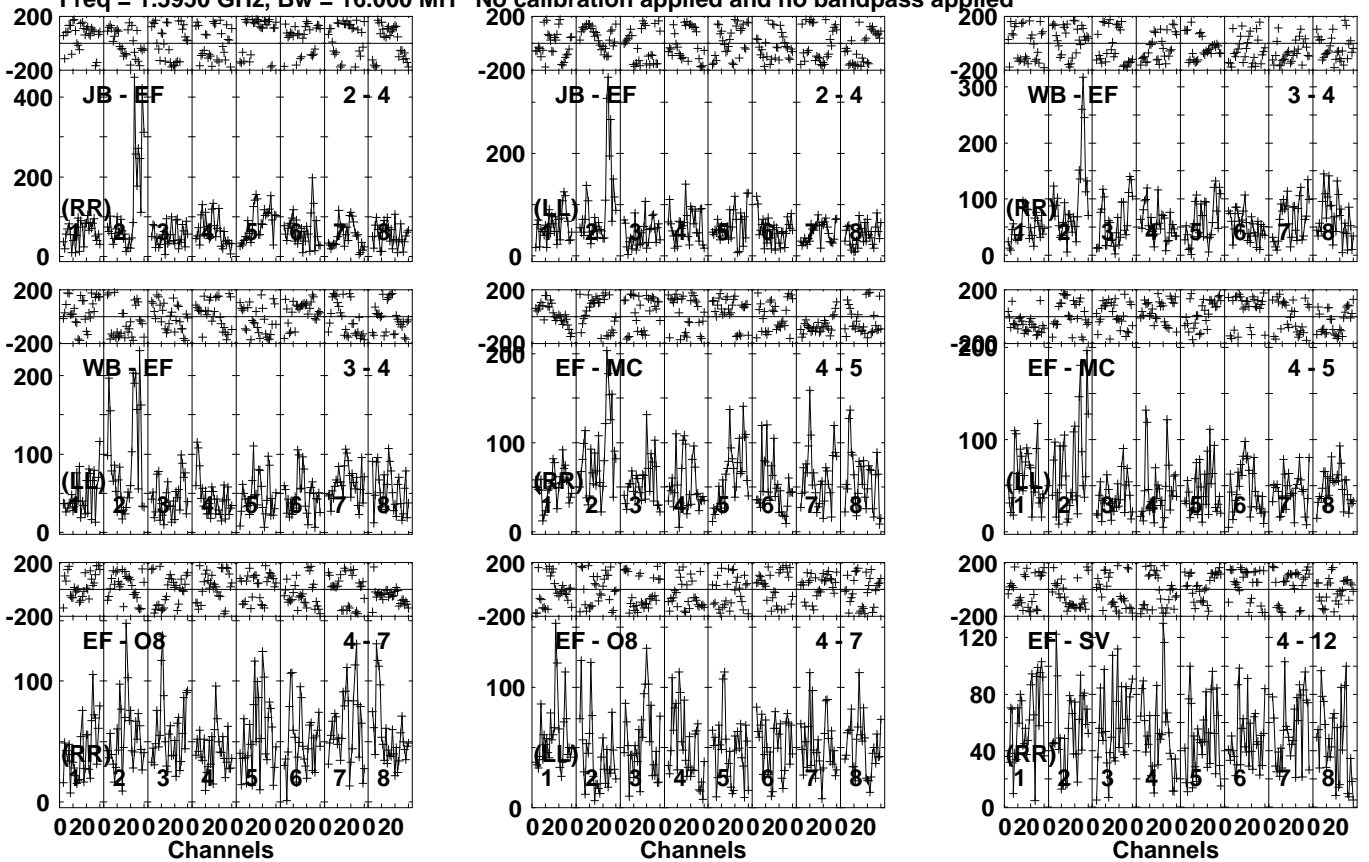 Freq = 1.5950 GHz, Bw = 16.000 MH No calibration applied and no bandpass applied
200 200 200
-200 -200 -200
400 JB - EF 2 - 4 JB - EF 2 - 4 300 WB - EF 3 - 4
200 200 200
(RR) (LL) 100 (RR)
1 2 3 4 5 6 7 8 1 2 3 4 5 6 7 8 1 2 3 4 5 6 7 8
0 0 0
200 200 200
-200 -200 -200
200 WB - EF 3 - 4 200 EF - MC 4 - 5 200 EF - MC 4 - 5
100 100 100
(LL) (RR) (LL)
1 2 3 4 5 6 7 8 1 2 3 4 5 6 7 8 1 2 3 4 5 6 7 8
0 0 0
200 200 200
-200 -200 -200
EF - O8 4 - 7 EF - O8 4 - 7 120 EF - SV 4 - 12
100 100 80
(RR) (LL) 40 (RR)
1 2 3 4 5 6 7 8 1 2 3 4 5 6 7 8 1 2 3 4 5 6 7 8
0 0 0
0 20 0 20 0 20 0 20 0 20 0 20 0 20 0 20 0 20 0 20 0 20 0 20 0 20 0 20 0 20 0 20 0 20 0 20 0 20 0 20 0 20 0 20 0 20 0 20
Channels Channels Channels